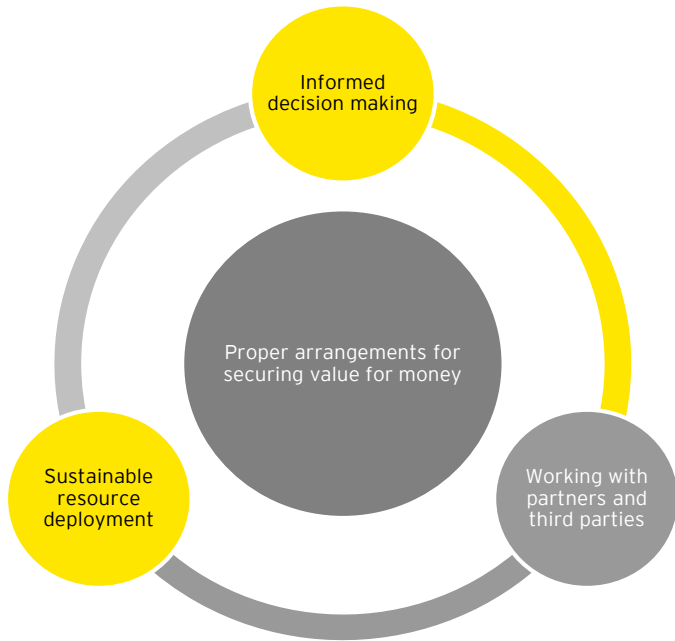 Informed
decision making
Proper arrangements for
securing value for money
Sustainable
resource
deployment
Working with
partners and
third parties